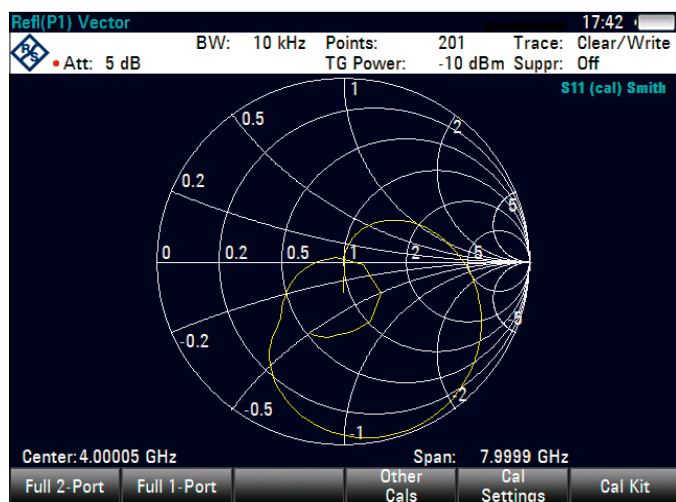 Refl(P1) Vector 17:42
R&S Att: 5 dB BW: 10 kHz Points: 201 Trace: Clear/Write
TG Power: -10 dBm Suppr: Off
S11 (cal) Smith
1
0.5 2
0.2 5
0 0.2 0.5 1 2 5
-0.2 -5
-0.5 -2
-1
Center: 4.00005 GHz Span: 7.9999 GHz
Full 2-Port Full 1-Port Other Cals Cal Settings Cal Kit